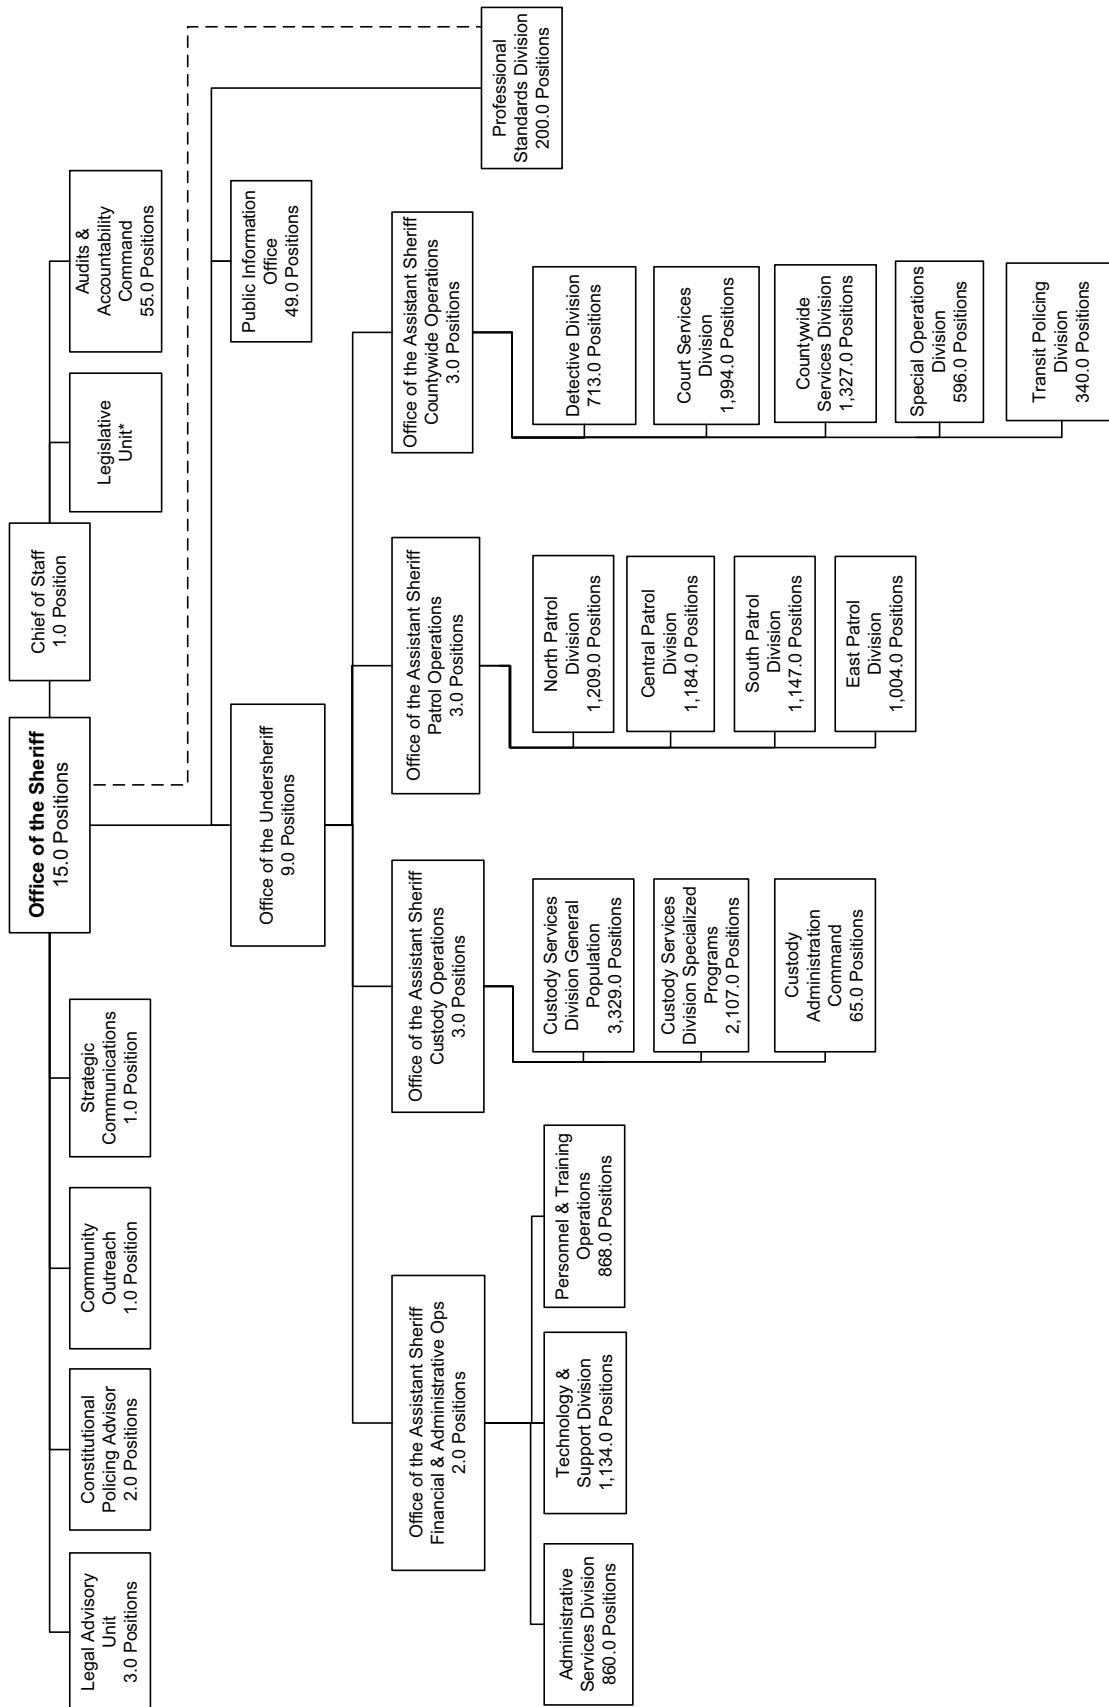 Office of the Sheriff
15.0 Positions
Chief of Staff
1.0 Position
Legal Advisory
Unit
3.0 Positions
Constitutional
Policing Advisor
2.0 Positions
Community
Outreach
1.0 Position
Strategic
Communications
1.0 Position
Legislative
Unit*
Audits &
Accountability
Command
55.0 Positions
Office of the Undersheriff
9.0 Positions
Public Information
Office
49.0 Positions
Professional
Standards Division
200.0 Positions
Office of the Assistant Sheriff
Financial & Administrative Ops
2.0 Positions
Administrative
Services Division
860.0 Positions
Technology &
Support Division
1,134.0 Positions
Personnel & Training
Operations
868.0 Positions
Office of the Assistant Sheriff
Custody Operations
3.0 Positions
Custody Services
Division General
Population
3,329.0 Positions
Custody Services
Division Specialized
Programs
2,107.0 Positions
Custody
Administration
Command
65.0 Positions
Office of the Assistant Sheriff
Patrol Operations
3.0 Positions
North Patrol
Division
1,209.0 Positions
Central Patrol
Division
1,184.0 Positions
South Patrol
Division
1,147.0 Positions
East Patrol
Division
1,004.0 Positions
Office of the Assistant Sheriff
Countywide Operations
3.0 Positions
Detective Division
713.0 Positions
Court Services
Division
1,994.0 Positions
Countywide
Services Division
1,327.0 Positions
Special Operations
Division
596.0 Positions
Transit Policing
Division
340.0 Positions